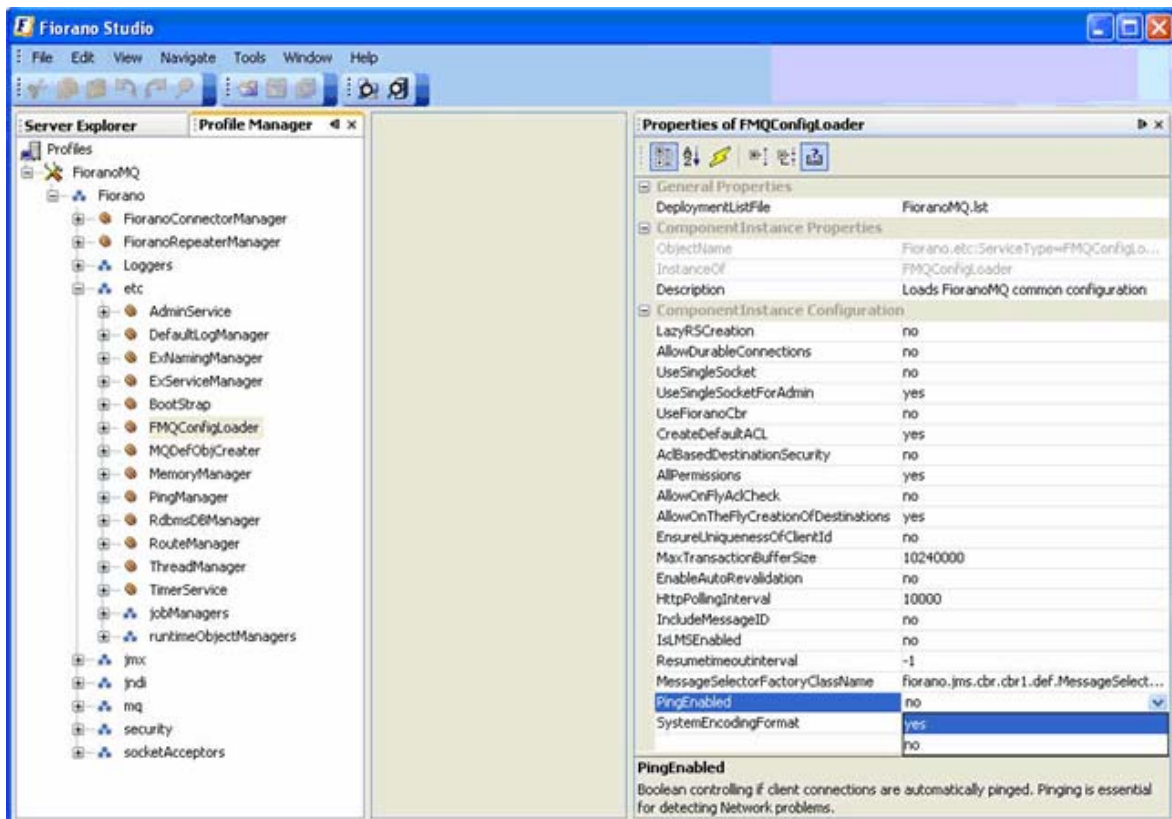 Fiorano Studio
File Edit View Navigate Tools Window Help
Server Explorer Profile Manager
Profiles
FioranoMQ
Fiorano
FioranoConnectorManager
FioranoRepeaterManager
Loggers
etc
AdminService
DefaultLogManager
ExNamingManager
ExServiceManager
BootStrap
FMQConfigLoader
MQDefObjCreater
MemoryManager
PingManager
RdbmsDBManager
RouteManager
ThreadManager
TimerService
jobManagers
runtimeObjectManagers
jmx
jndi
mq
security
socketAcceptors
Properties of FMQConfigLoader
General Properties
DeploymentListFile FioranoMQ.lst
ComponentInstance Properties
ObjectName Fiorano.etc:ServiceType=FMQConfigLo...
InstanceOf FMQConfigLoader
Description Loads FioranoMQ common configuration
ComponentInstance Configuration
LazyRSCreation no
AllowDurableConnections no
UseSingleSocket no
UseSingleSocketForAdmin yes
UseFioranoCbr no
CreateDefaultACL yes
AclBasedDestinationSecurity no
AllPermissions yes
AllowOnFlyAclCheck no
AllowOnTheFlyCreationOfDestinations yes
EnsureUniquenessOfClientId no
MaxTransactionBufferSize 10240000
EnableAutoRevalidation no
HttpPollingInterval 10000
IncludeMessageID no
IsLMSEnabled no
Resumetimeoutinterval -1
MessageSelectorFactoryClassName fiorano.jms.cbr.cbr1.def.MessageSelect...
PingEnabled no
SystemEncodingFormat yes
no
PingEnabled
Boolean controlling if client connections are automatically pinged. Pinging is essential
for detecting Network problems.